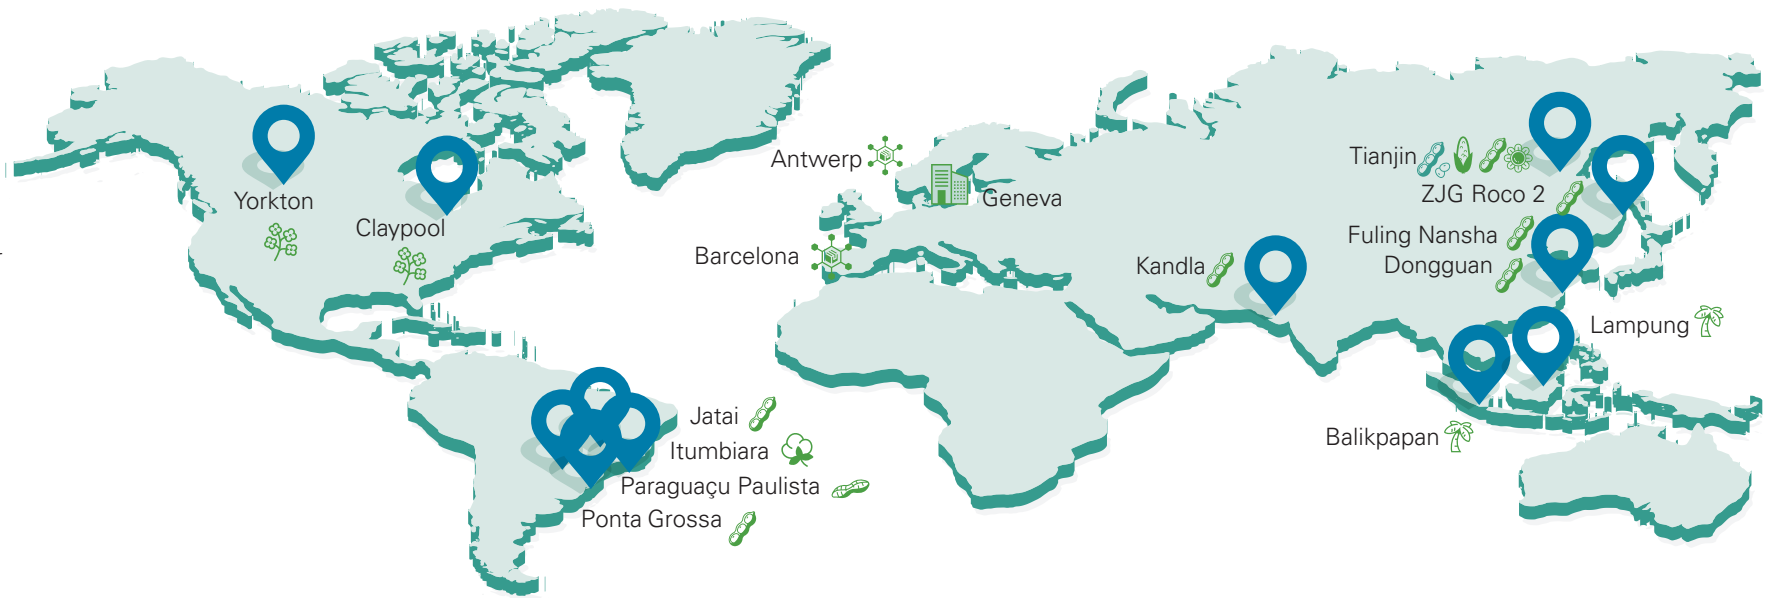 Yorkton
Claypool
Antwerp
Geneva
Barcelona
Kandla
Tianjin
ZJG Roco 2
Fuling Nansha
Dongguan
Lampung
Balikpapan
Jatai
Itumbiara
Paraguaçu Paulista
Ponta Grossa